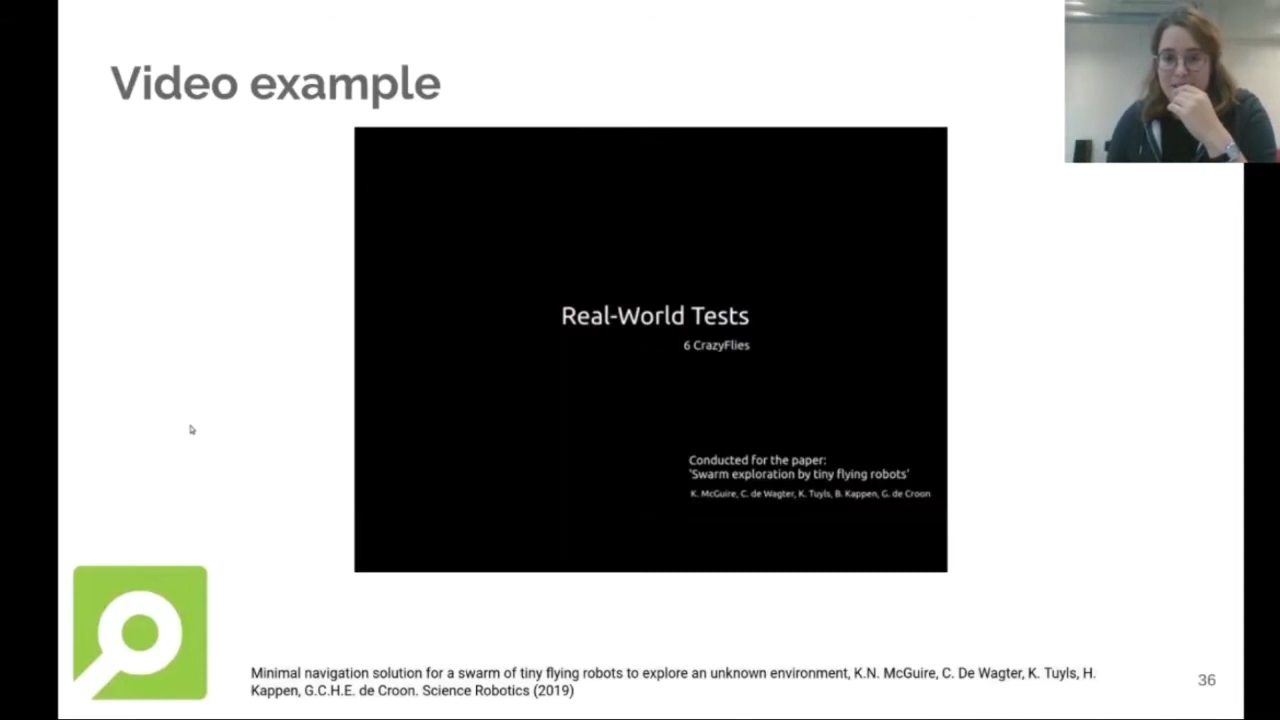 Video example
Real-World Tests
6 CrazyFlies
Conducted for the paper:
'Swarm exploration by tiny flying robots'
K. McGuire, C. de Wagter, K. Tuyls, B. Kappen, G. de Croon
Minimal navigation solution for a swarm of tiny flying robots to explore an unknown environment, K.N. McGuire, C. De Wagter, K. Tuyls, H.
Kappen, G.C.H.E. de Croon. Science Robotics (2019)
36